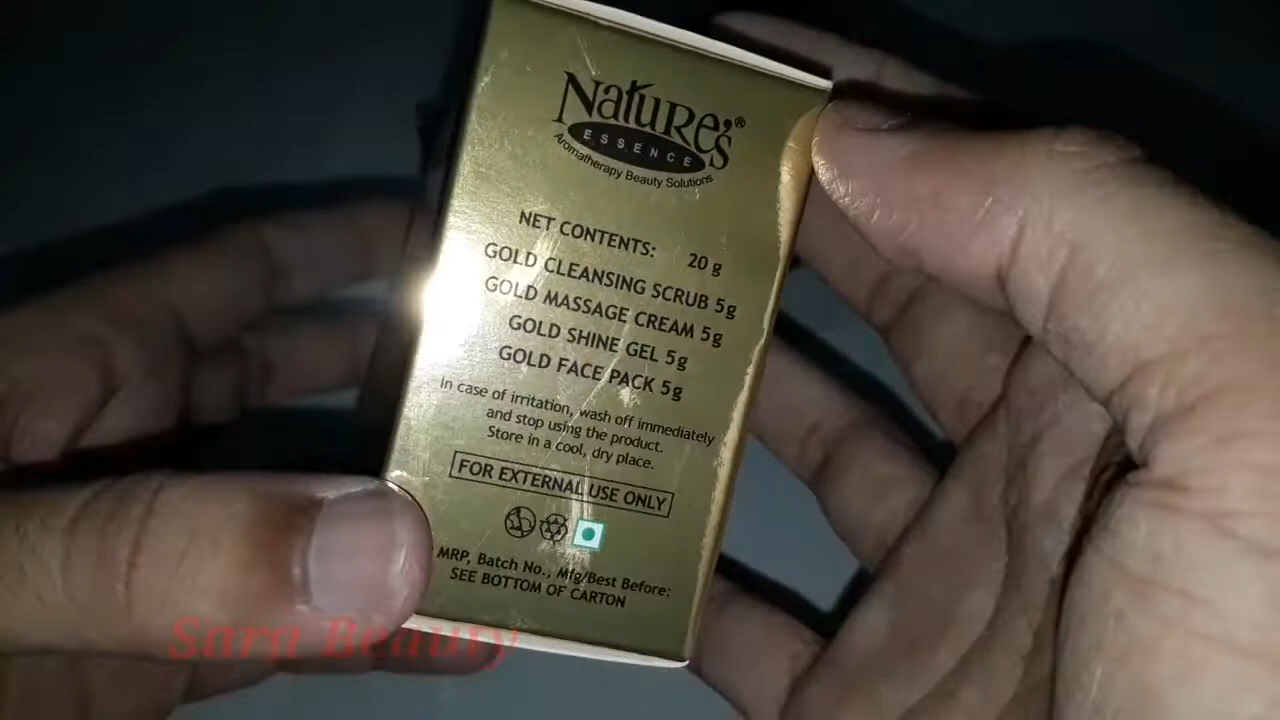 Nature's®
ESSENCE
Aromatherapy Beauty Solutions
NET CONTENTS: 20 g
GOLD CLEANSING SCRUB 5g
GOLD MASSAGE CREAM 5g
GOLD SHINE GEL 5g
GOLD FACE PACK 5g
In case of irritation, wash off immediately
and stop using the product.
Store in a cool, dry place.
FOR EXTERNAL USE ONLY
MRP, Batch No., Mfg/Best Before:
SEE BOTTOM OF CARTON
Sara Beauty